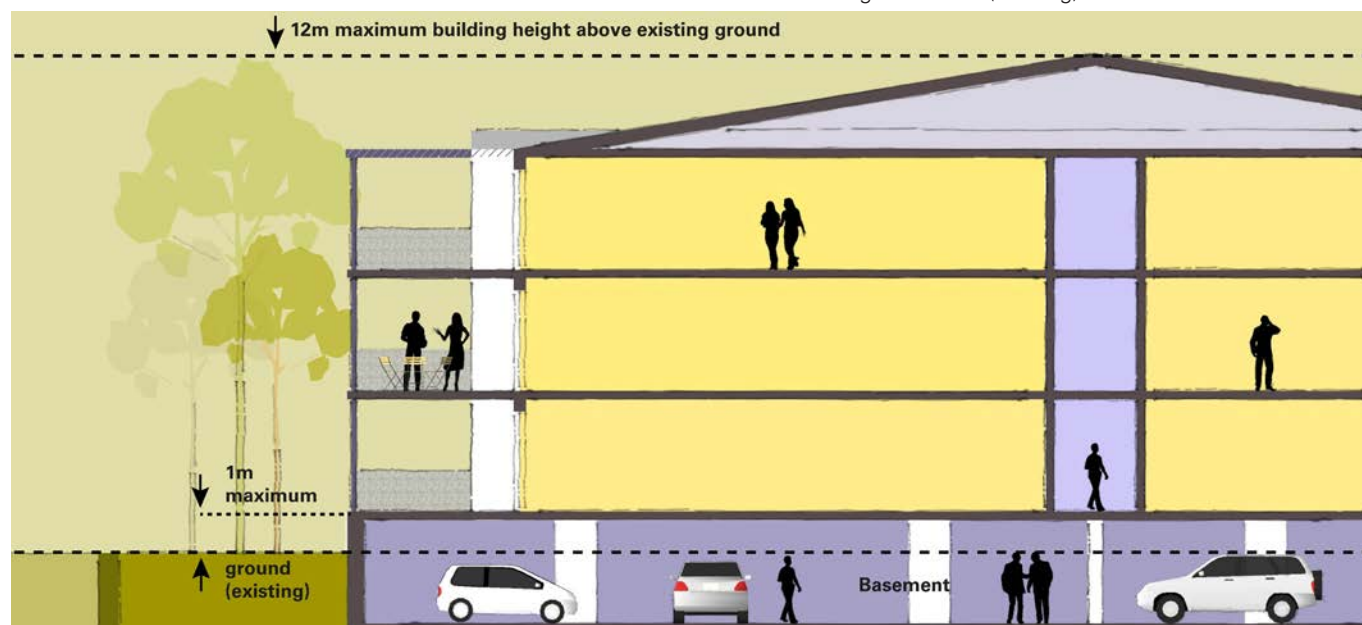 12m maximum building height above existing ground
1m
maximum
ground
(existing)
Basement